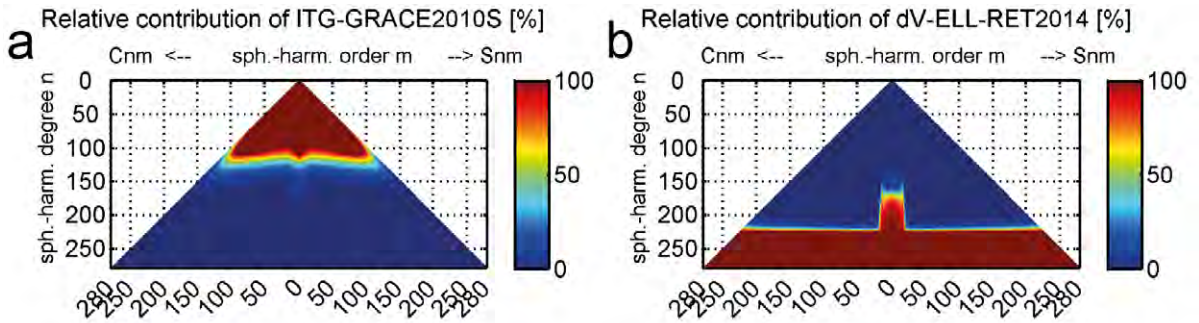 Relative contribution of ITG-GRACE2010S [%]
a
Cnm <-- sph.-harm. order m --> Snm
sph.-harm. degree n
0
50
100
150
200
250
280 250 200 150 100 50 0 50 100 150 200 250 280
100
50
0
Relative contribution of dV-ELL-RET2014 [%]
b
Cnm <-- sph.-harm. order m --> Snm
sph.-harm. degree n
0
50
100
150
200
250
280 250 200 150 100 50 0 50 100 150 200 250 280
100
50
0